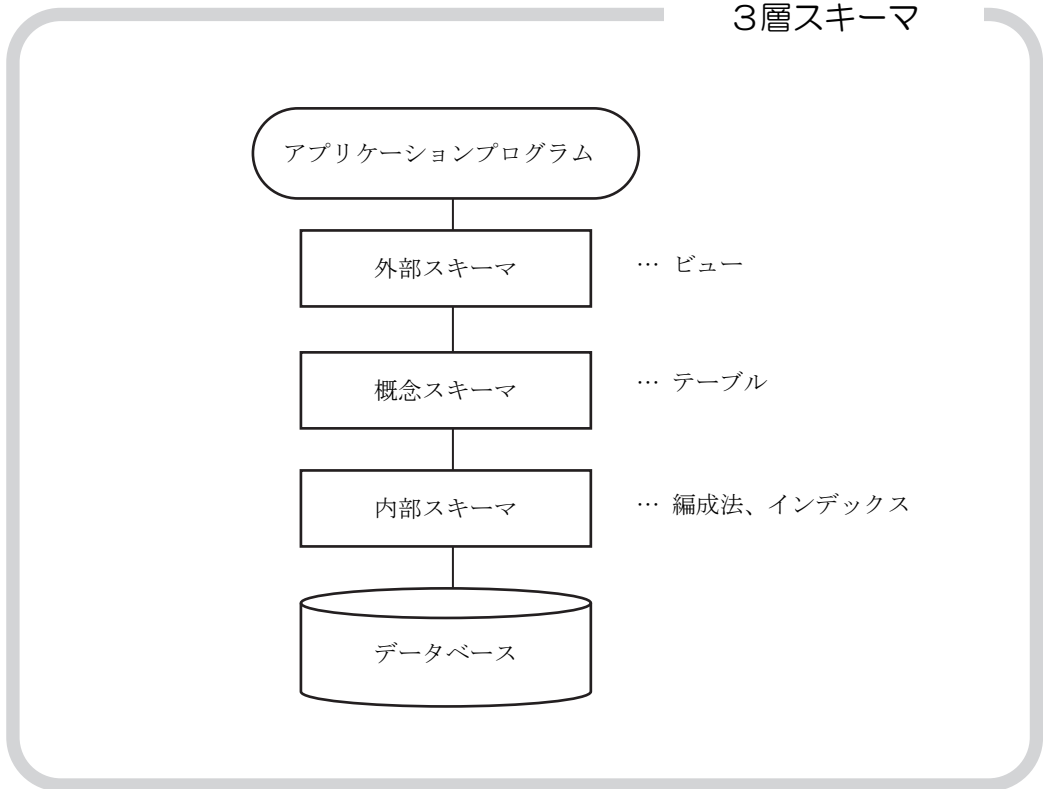 ３層スキーマ
アプリケーションプログラム
外部スキーマ
… ビュー
概念スキーマ
… テーブル
内部スキーマ
… 編成法、インデックス
データベース